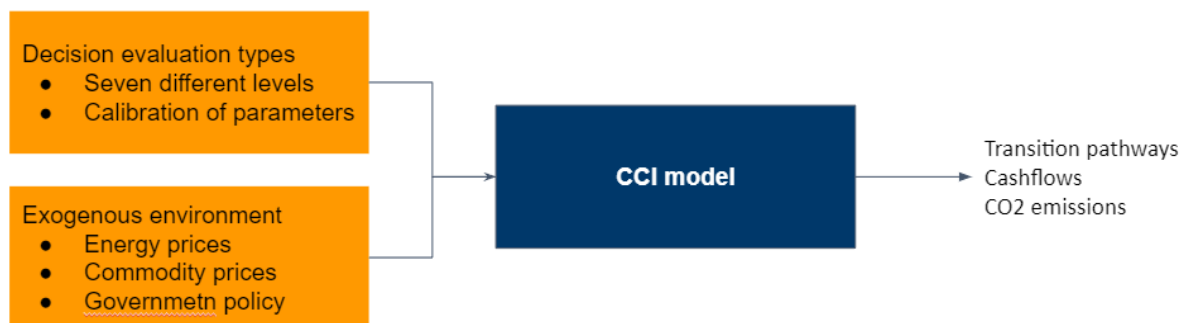 Decision evaluation types
● Seven different levels
● Calibration of parameters
Exogenous environment
● Energy prices
● Commodity prices
● Governmetn policy
CCI model
Transition pathways
Cashflows
CO2 emissions